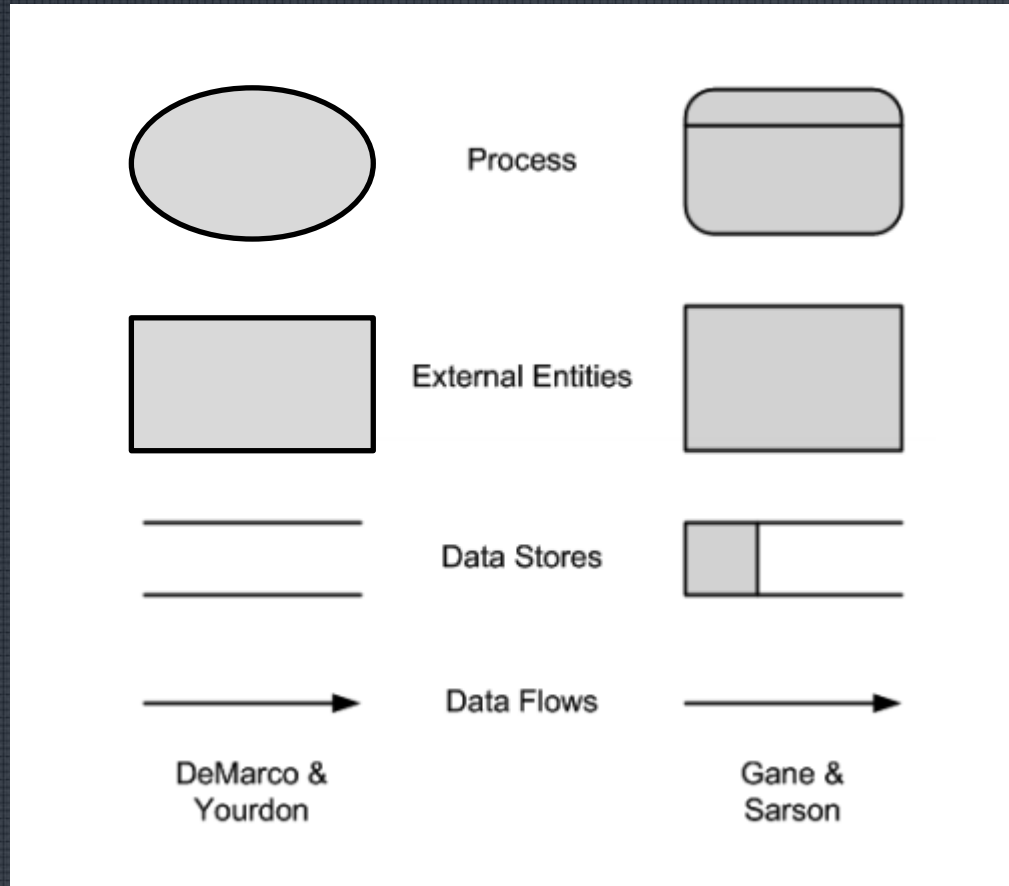 Process
External Entities
Data Stores
Data Flows
DeMarco &
Yourdon
Gane &
Sarson